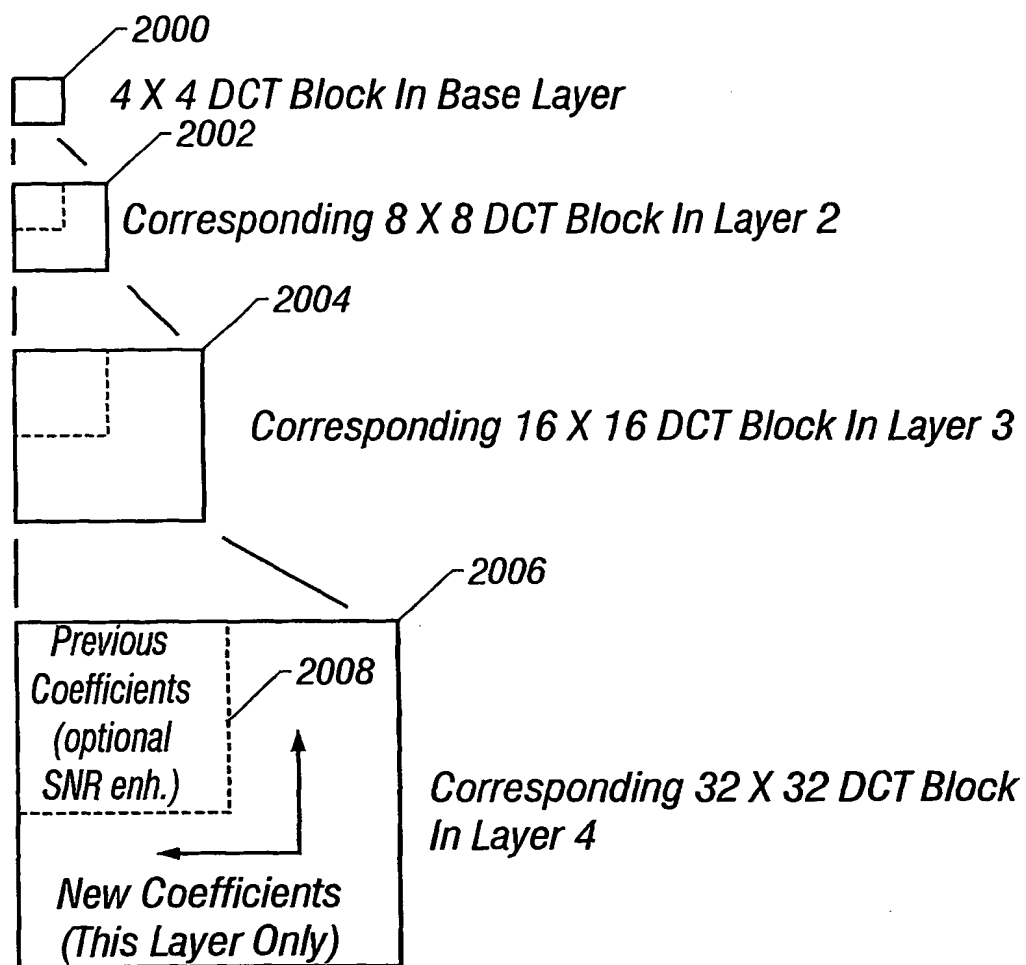 2000
4 X 4 DCT Block In Base Layer
2002
Corresponding 8 X 8 DCT Block In Layer 2
2004
Corresponding 16 X 16 DCT Block In Layer 3
2006
Previous
Coefficients
(optional
SNR enh.)
2008
Corresponding 32 X 32 DCT Block
In Layer 4
New Coefficients
(This Layer Only)